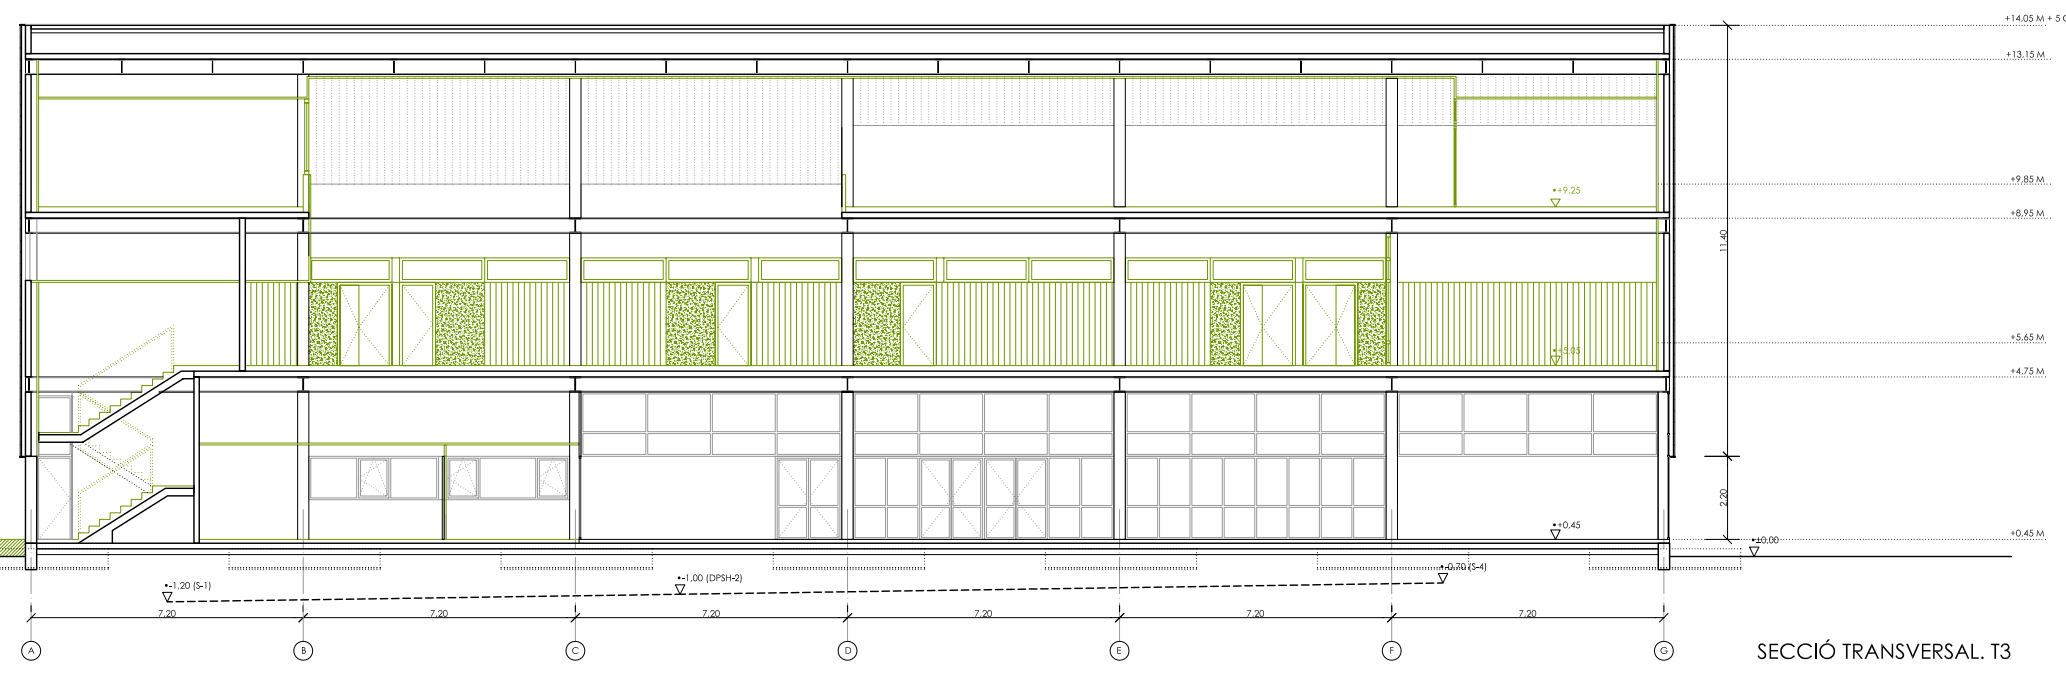 +14,05 M + 5 C
+13,15 M
+9,85 M
+9,25
+8,95 M
11,40
+5,65 M
+5,05
+4,75 M
2,20
+0,45
+0,45 M
±0,00
-1,20 (S-1)
-1,00 (DPSH-2)
-0,70 (S-4)
7,20 7,20 7,20 7,20 7,20 7,20
A B C D E F G
SECCIÓ TRANSVERSAL. T3